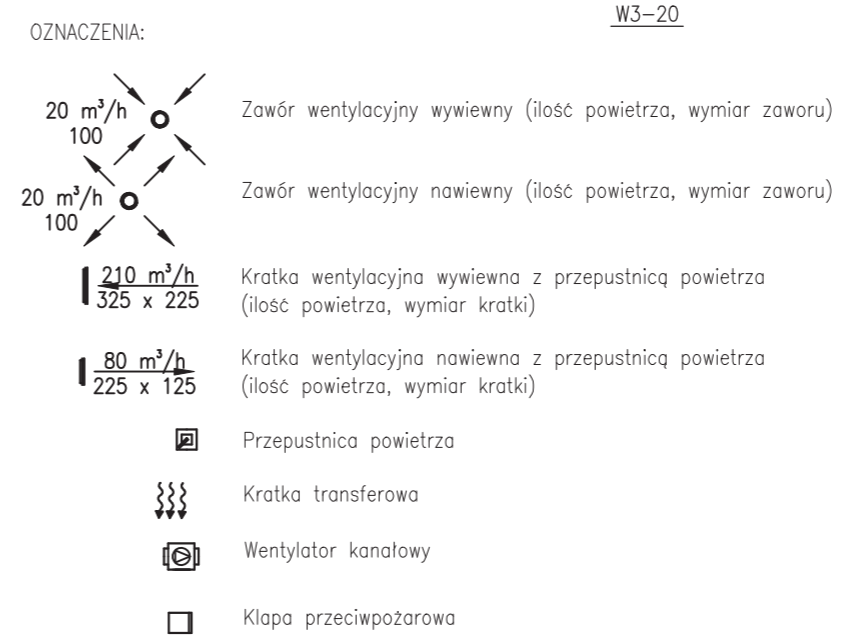 W3-20
OZNACZENIA:
20 m³/h
100
Zawór wentylacyjny wywiewny (ilość powietrza, wymiar zaworu)
20 m³/h
100
Zawór wentylacyjny nawiewny (ilość powietrza, wymiar zaworu)
210 m³/h
325 x 225
Kratka wentylacyjna wywiewna z przepustnicą powietrza
(ilość powietrza, wymiar kratki)
80 m³/h
225 x 125
Kratka wentylacyjna nawiewna z przepustnicą powietrza
(ilość powietrza, wymiar kratki)
Przepustnica powietrza
Kratka transferowa
Wentylator kanałowy
Klapa przeciwpożarowa